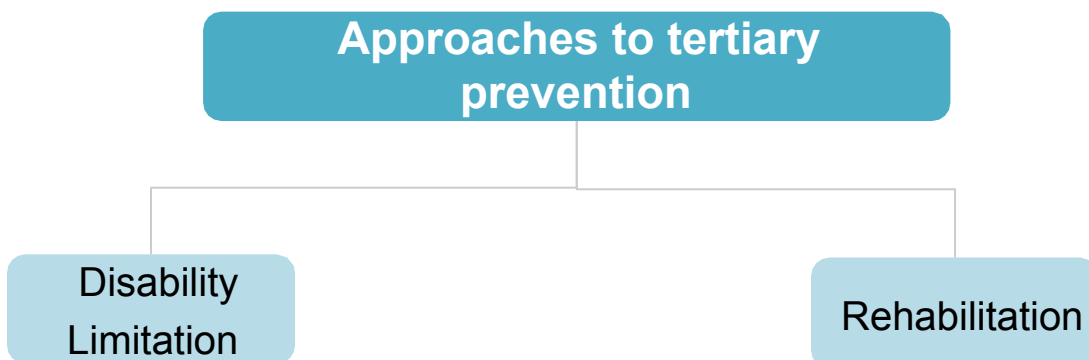 Approaches to tertiary
prevention
Disability
Limitation
Rehabilitation